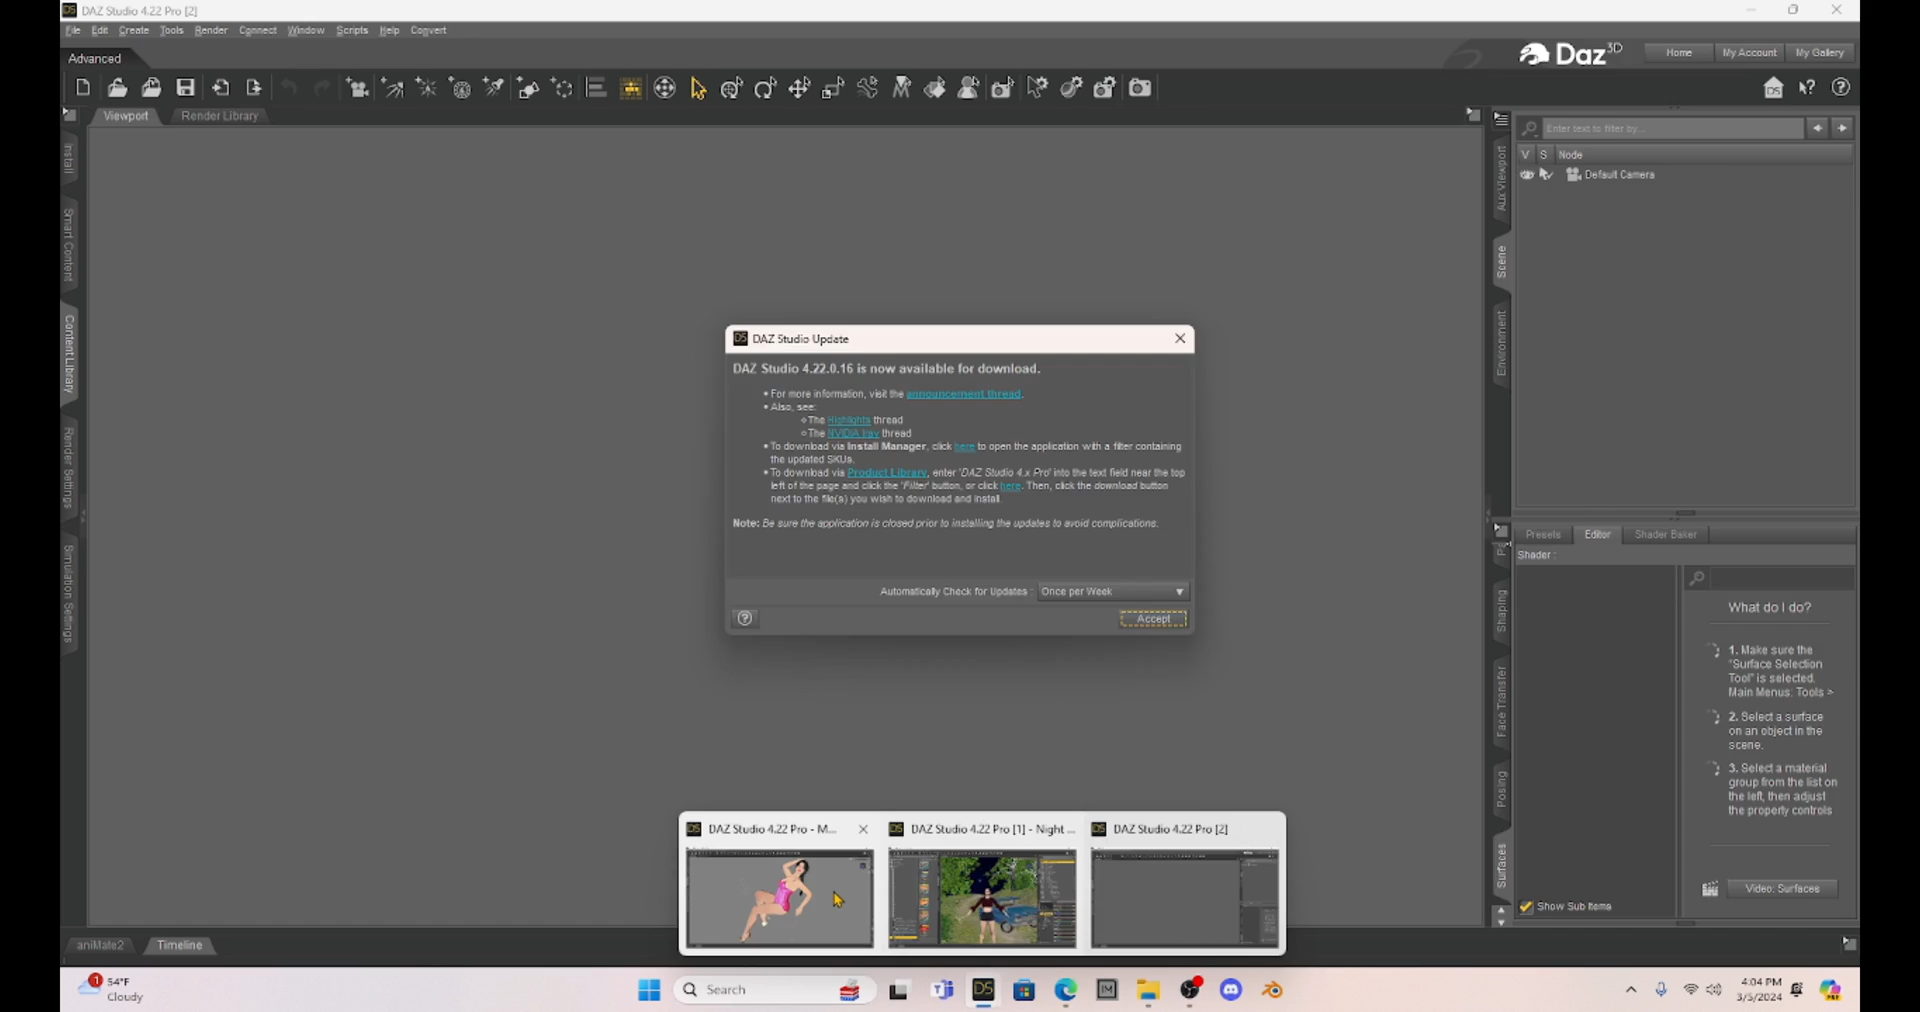 DAZ Studio 4.22 Pro [2]
File Edit Create Tools Render Connect Window Scripts Help Convert
Advanced
Daz 3D
Home My Account My Gallery
Viewport Render Library
Install
Smart Content
Content Library
Render Settings
Simulation Settings
Aux Viewport
Scene
Environment
Enter text to filter by...
V S Node
Default Camera
DAZ Studio Update
DAZ Studio 4.22.0.16 is now available for download.
• For more information, visit the announcement thread.
• Also, see:
The Highlights thread
The NVIDIA Iray thread
• To download via Install Manager, click here to open the application with a filter containing
the updated SKUs.
• To download via Product Library, enter 'DAZ Studio 4.x Pro' into the text field near the top
left of the page and click the 'Filter' button, or click here. Then, click the download button
next to the file(s) you wish to download and install.
Note: Be sure the application is closed prior to installing the updates to avoid complications.
Automatically Check for Updates : Once per Week
Accept
Presets Editor Shader Baker
Shader :
Shaping
Face Transfer
Posing
Surfaces
What do I do?
1. Make sure the
"Surface Selection
Tool" is selected.
Main Menus: Tools >
2. Select a surface
on an object in the
scene.
3. Select a material
group from the list on
the left, then adjust
the property controls
Video: Surfaces
Show Sub Items
DAZ Studio 4.22 Pro - M...
DAZ Studio 4.22 Pro [1] - Night ...
DAZ Studio 4.22 Pro [2]
aniMate2 Timeline
1
54°F
Cloudy
Search
DS
IM
4:04 PM
3/5/2024